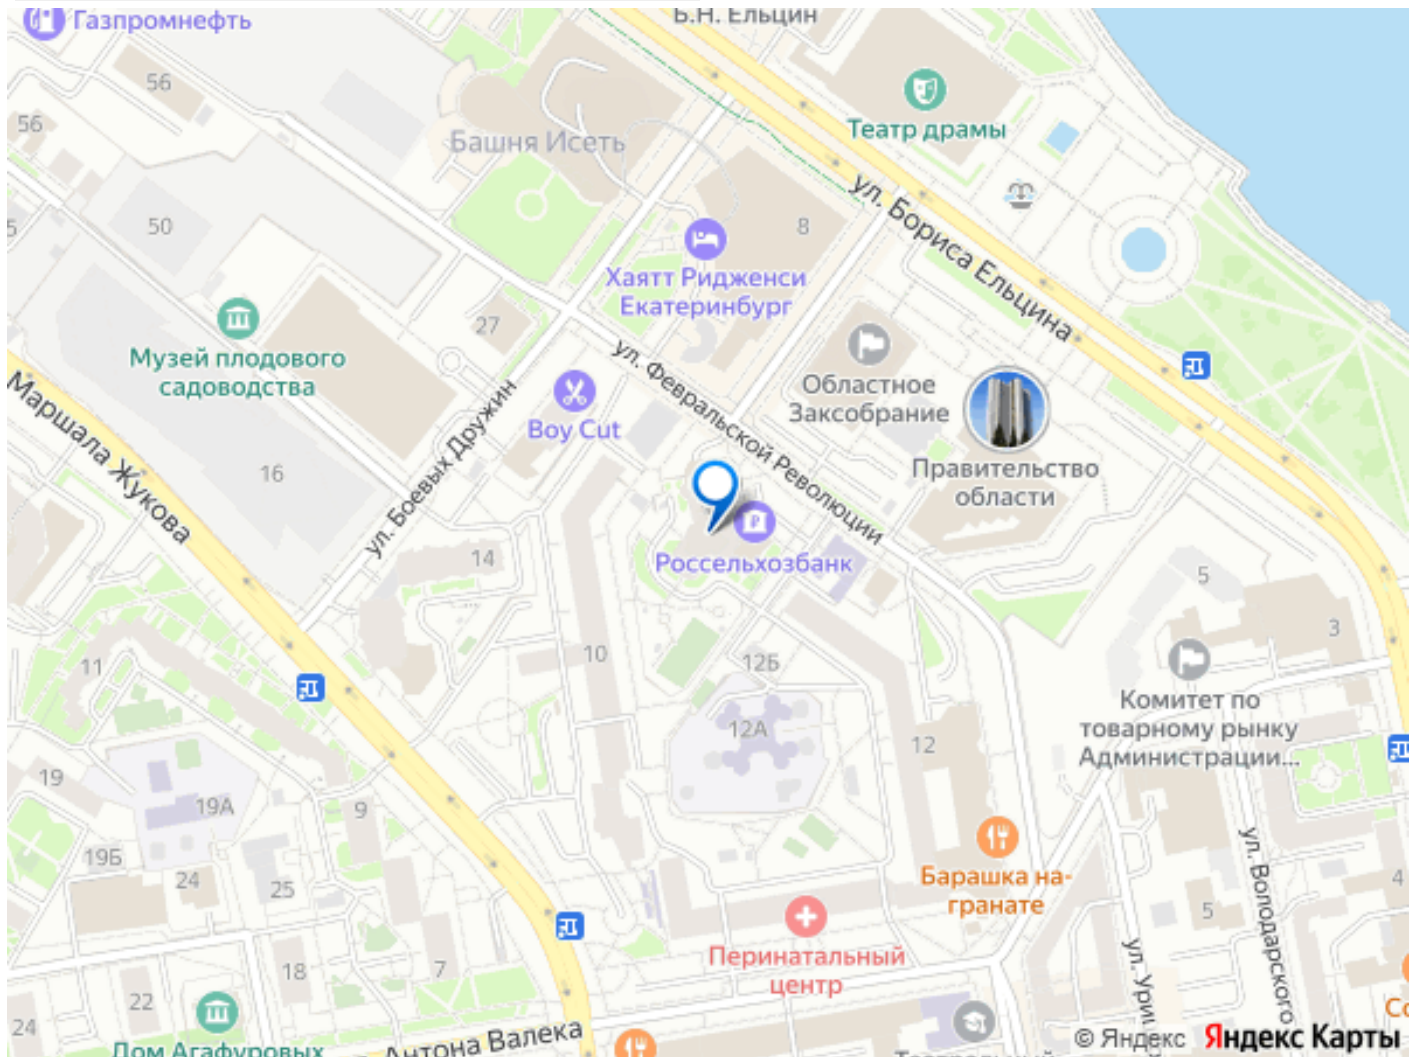 Газпромнефть
Б.Н. Ельцин
56
56
Башня Исеть
Театр драмы
50
5
8
ул. Бориса Ельцина
Хаятт Ридженси
Екатеринбург
27
Музей плодового
садоводства
ул. Февральской Революции
Областное
Заксобрание
Маршала Жукова
Boy Cut
ул. Боевых Дружин
16
Правительство
области
Россельхозбанк
14
5
3
10
11
12Б
12А
12
Комитет по
товарному рынку
Администрации...
19
19А
9
19Б
24
25
Барашка на-
гранате
4
5
ул. Володарского
Перинатальный
центр
7
18
22
24
Дом Агафуровых
Антона Валека
ул. Ури
Со
© Яндекс Яндекс Карты